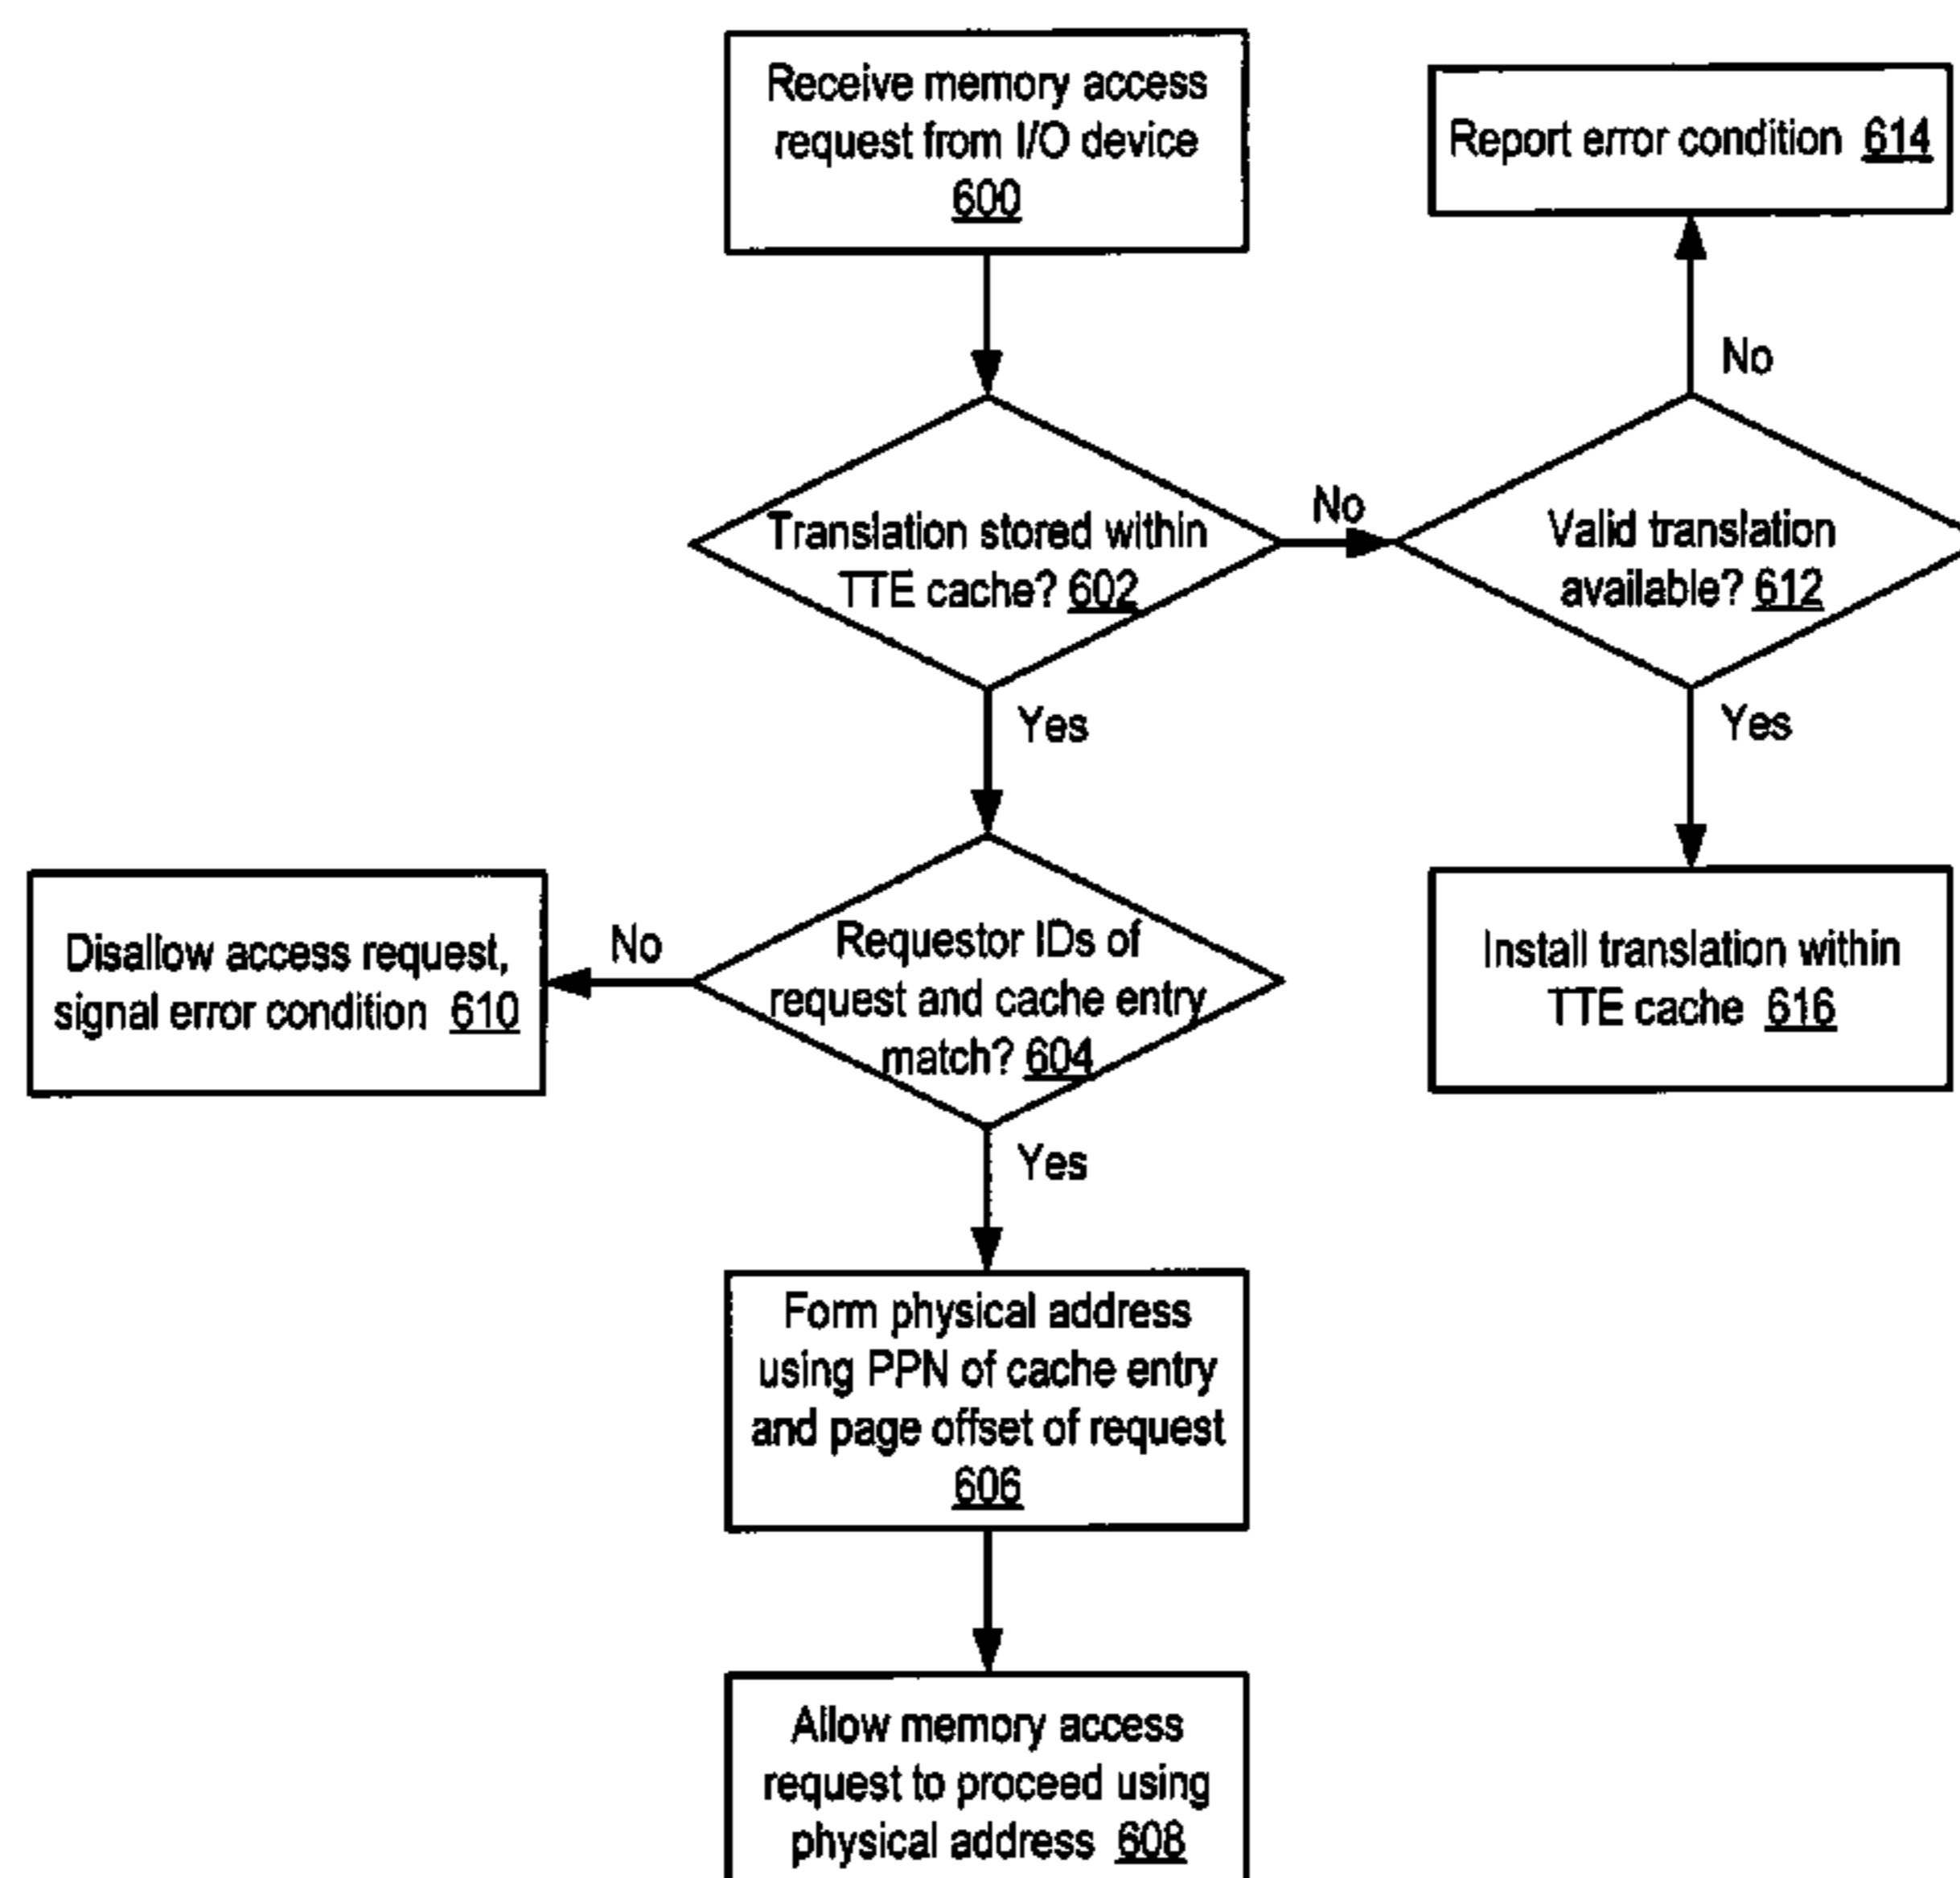 Receive memory access
request from I/O device
600
Report error condition 614
No
Translation stored within
TTE cache? 602
No
Valid translation
available? 612
Yes
Yes
Disallow access request,
signal error condition 610
No
Requestor IDs of
request and cache entry
match? 604
Install translation within
TTE cache 616
Yes
Form physical address
using PPN of cache entry
and page offset of request
606
Allow memory access
request to proceed using
physical address 608